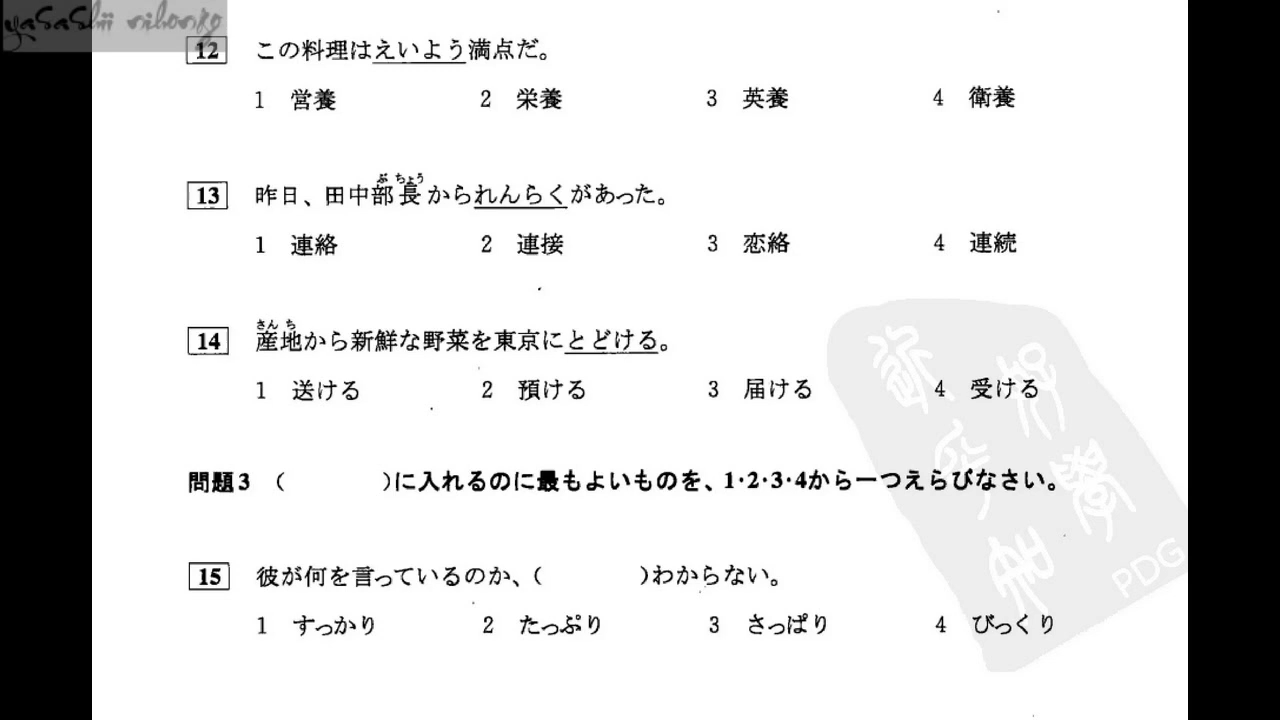 yaSaShii nihongo
12 この料理はえいよう満点だ。
1 営養 2 栄養 3 英養 4 衛養
ぶ ちょう
13 昨日、田中部長かられんらくがあった。
1 連絡 2 連接 3 恋絡 4 連続
さん ち
14 産地から新鮮な野菜を東京にとどける。
1 送ける 2 預ける 3 届ける 4 受ける
問題3 ( )に入れるのに最もよいものを、1・2・3・4から一つえらびなさい。
15 彼が何を言っているのか、( )わからない。
1 すっかり 2 たっぷり 3 さっぱり 4 びっくり
PDG